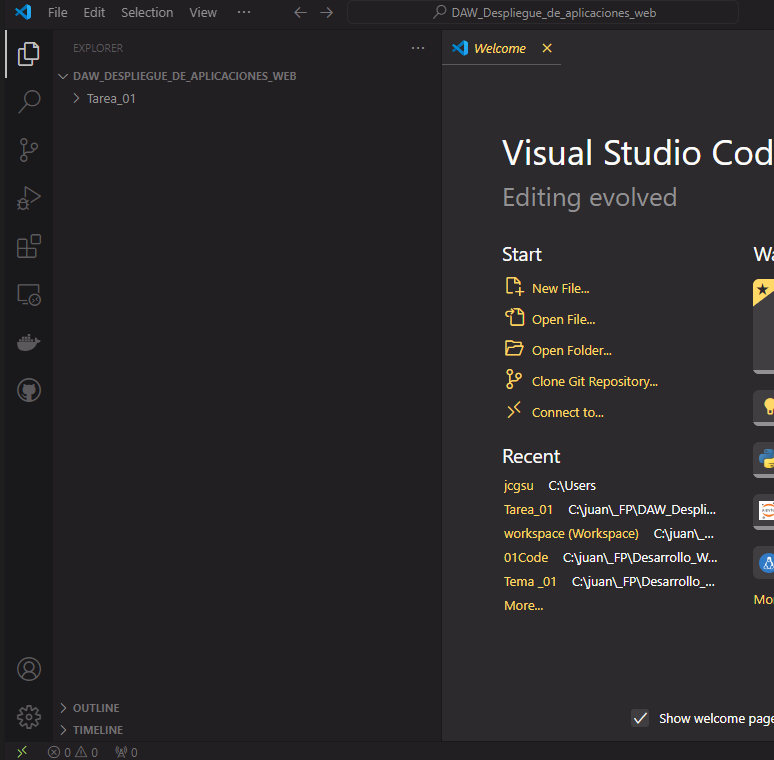 File Edit Selection View ··· DAW_Despliegue_de_aplicaciones_web
EXPLORER ···
Welcome
DAW_DESPLIEGUE_DE_APLICACIONES_WEB
Tarea_01
Visual Studio Cod
Editing evolved
Start
Wa
New File...
Open File...
Open Folder...
Clone Git Repository...
Connect to...
Recent
jcgsu C:\Users
Tarea_01 C:\juan\_FP\DAW_Despli...
workspace (Workspace) C:\juan\_...
01Code C:\juan\_FP\Desarrollo_W...
Tema _01 C:\juan\_FP\Desarrollo_...
More...
Mo
OUTLINE
TIMELINE
Show welcome page
0 0 0